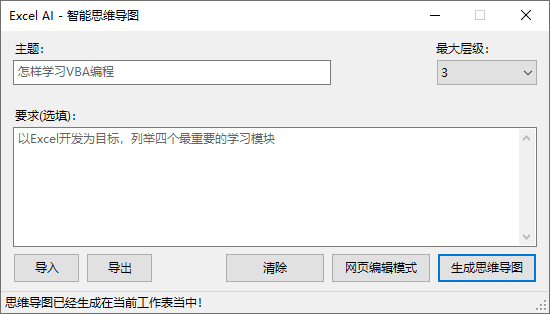 Excel AI - 智能思维导图
主题： 最大层级：
怎样学习VBA编程 3
要求(选填)：
以Excel开发为目标，列举四个最重要的学习模块
导入 导出 清除 网页编辑模式 生成思维导图
思维导图已经生成在当前工作表当中！